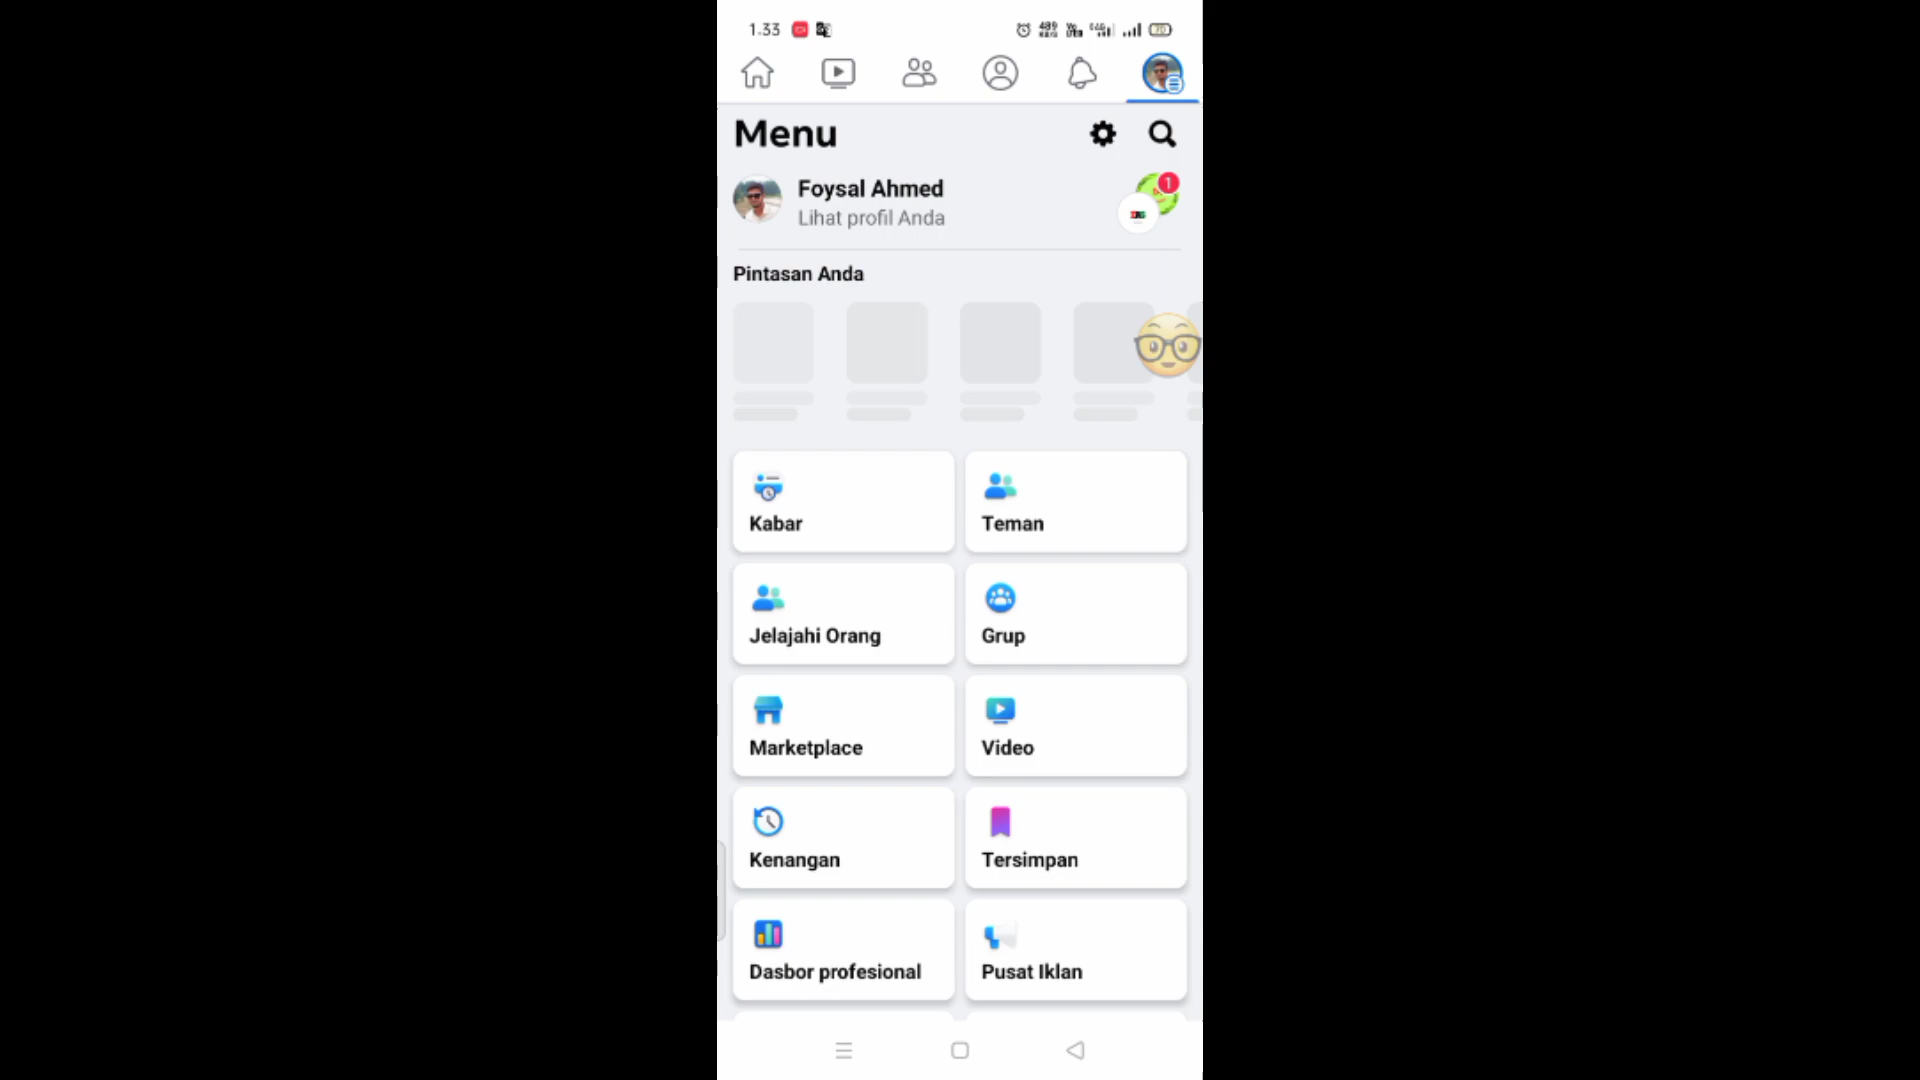 1.33
Menu
Foysal Ahmed
1
Lihat profil Anda
Pintasan Anda
Kabar
Teman
Jelajahi Orang
Grup
Marketplace
Video
Kenangan
Tersimpan
Dasbor profesional
Pusat Iklan